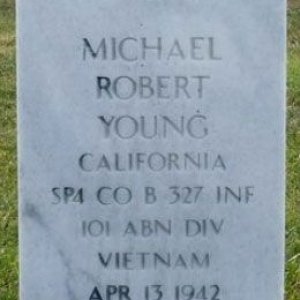 MICHAEL
ROBERT
YOUNG
CALIFORNIA
SP4 CO B 327 INF
101 ABN DIV
VIETNAM
APR 13 1942